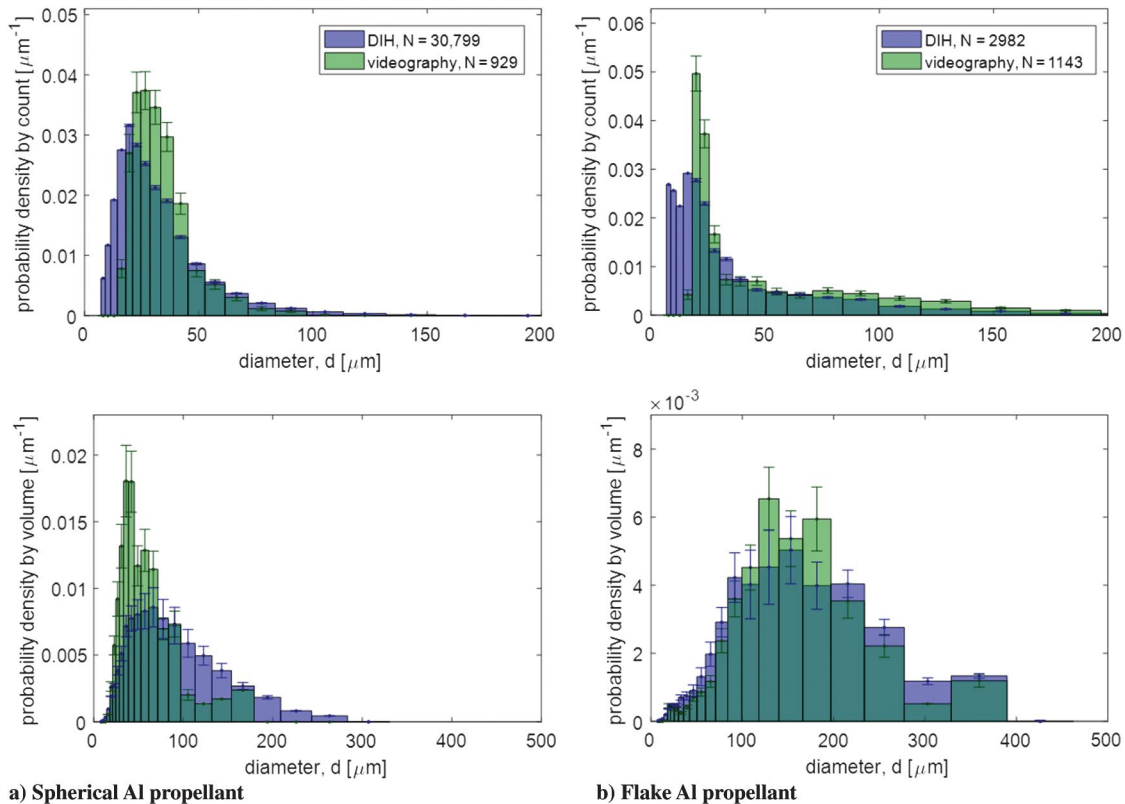 0.05
0.04
0.03
0.02
0.01
0
probability density by count [μm⁻¹]
DIH, N = 30,799
videography, N = 929
0 50 100 150 200
diameter, d [μm]
0.06
0.05
0.04
0.03
0.02
0.01
0
probability density by count [μm⁻¹]
DIH, N = 2982
videography, N = 1143
0 50 100 150 200
diameter, d [μm]
0.02
0.015
0.01
0.005
0
probability density by volume [μm⁻¹]
0 100 200 300 400 500
diameter, d [μm]
× 10⁻³
8
6
4
2
0
probability density by volume [μm⁻¹]
0 100 200 300 400 500
diameter, d [μm]
a) Spherical Al propellant
b) Flake Al propellant